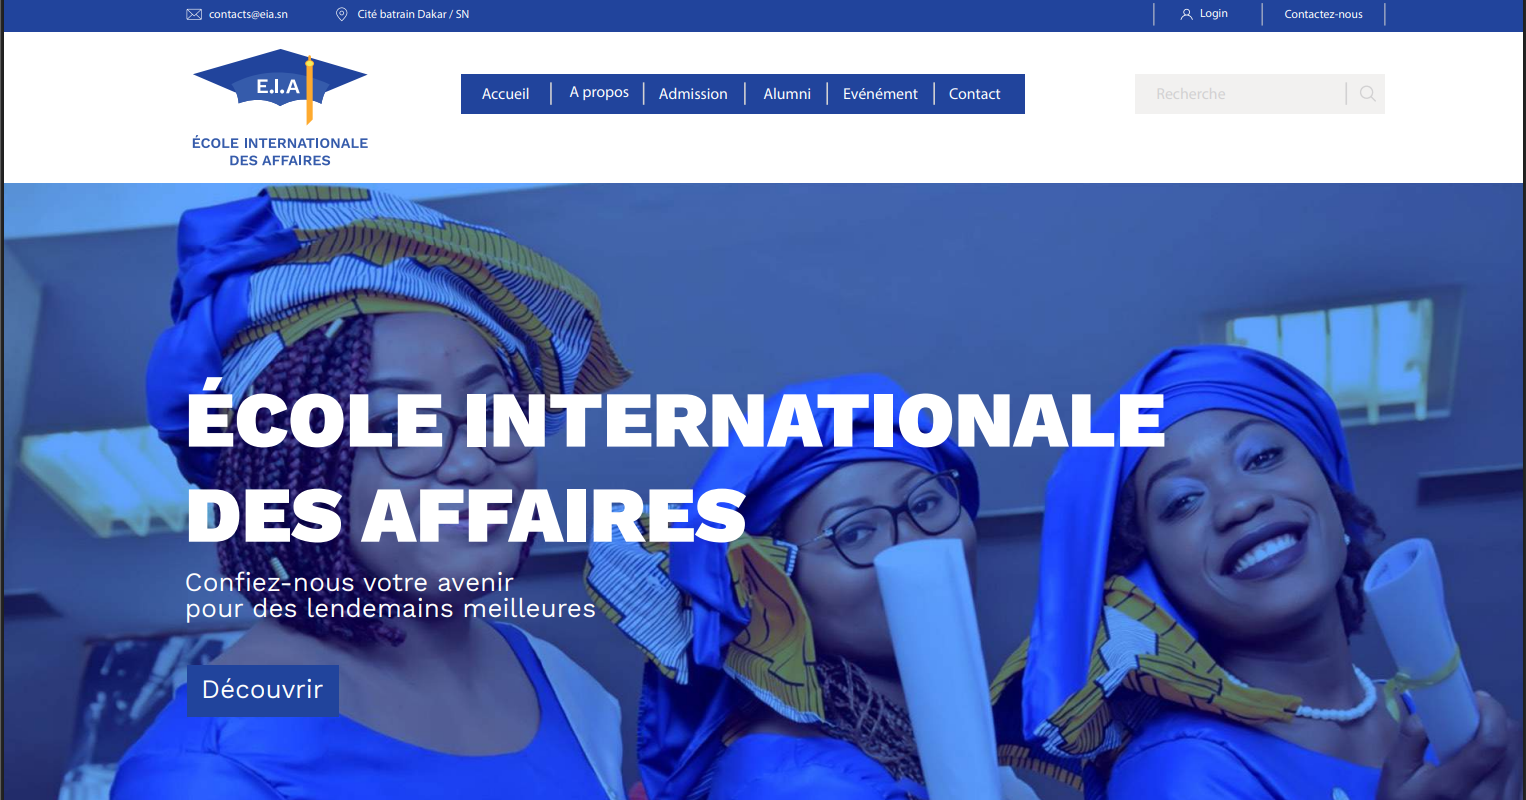 contacts@eia.sn
Cité batrain Dakar / SN
Login
Contactez-nous
E.I.A
ÉCOLE INTERNATIONALE
DES AFFAIRES
Accueil
A propos
Admission
Alumni
Evénément
Contact
Recherche
ÉCOLE INTERNATIONALE
DES AFFAIRES
Confiez-nous votre avenir
pour des lendemains meilleures
Découvrir